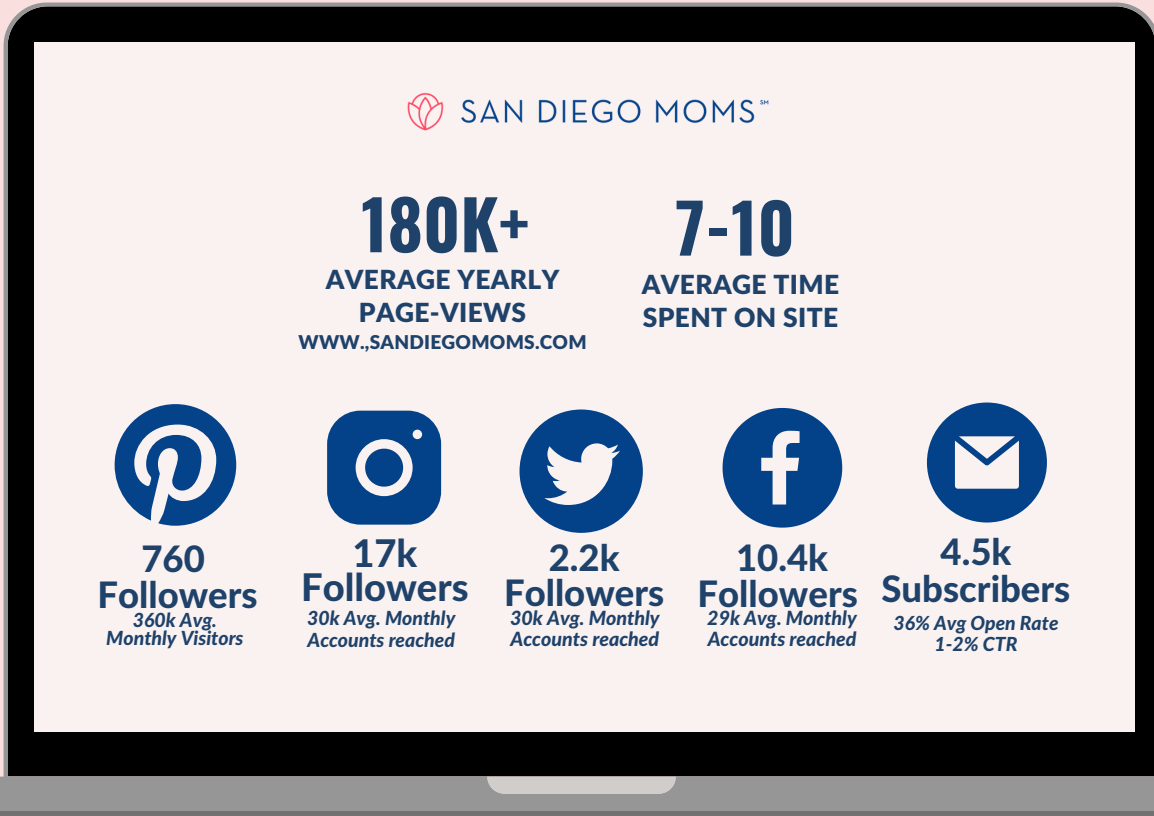 SAN DIEGO MOMS℠
180K+
AVERAGE YEARLY
PAGE-VIEWS
WWW.,SANDIEGOMOMS.COM
7-10
AVERAGE TIME
SPENT ON SITE
760
Followers
360k Avg.
Monthly Visitors
17k
Followers
30k Avg. Monthly
Accounts reached
2.2k
Followers
30k Avg. Monthly
Accounts reached
10.4k
Followers
29k Avg. Monthly
Accounts reached
4.5k
Subscribers
36% Avg Open Rate
1-2% CTR